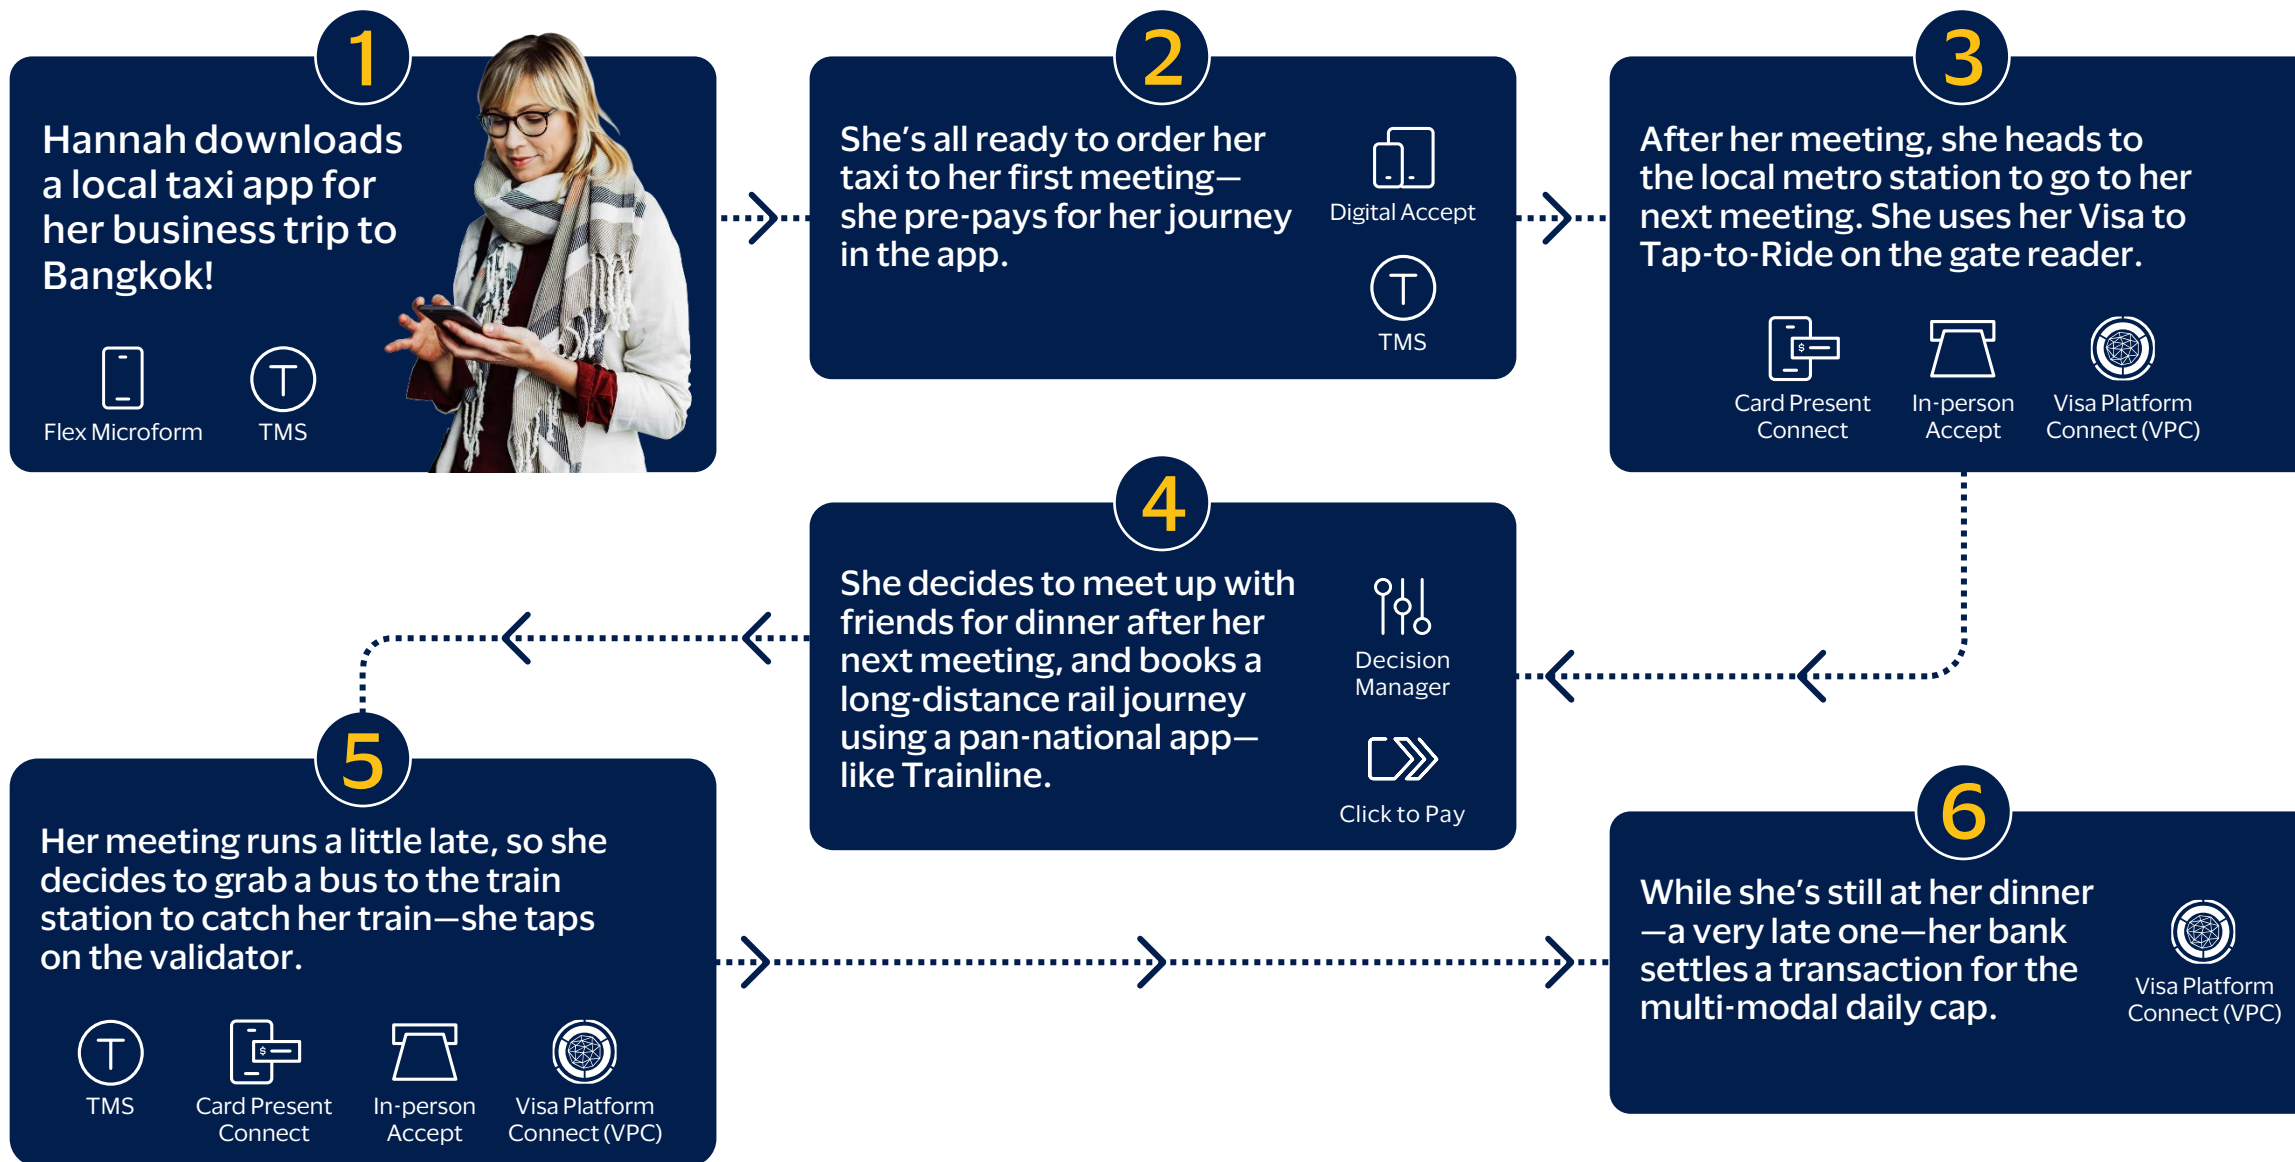 1
Hannah downloads
a local taxi app for
her business trip to
Bangkok!
Flex Microform
TMS
2
She's all ready to order her
taxi to her first meeting—
she pre-pays for her journey
in the app.
Digital Accept
T
TMS
3
After her meeting, she heads to
the local metro station to go to her
next meeting. She uses her Visa to
Tap-to-Ride on the gate reader.
$
Card Present
Connect
In-person
Accept
Visa Platform
Connect (VPC)
4
She decides to meet up with
friends for dinner after her
next meeting, and books a
long-distance rail journey
using a pan-national app—
like Trainline.
Decision
Manager
Click to Pay
5
Her meeting runs a little late, so she
decides to grab a bus to the train
station to catch her train—she taps
on the validator.
T
TMS
$
Card Present
Connect
In-person
Accept
Visa Platform
Connect (VPC)
6
While she's still at her dinner
—a very late one—her bank
settles a transaction for the
multi-modal daily cap.
Visa Platform
Connect (VPC)